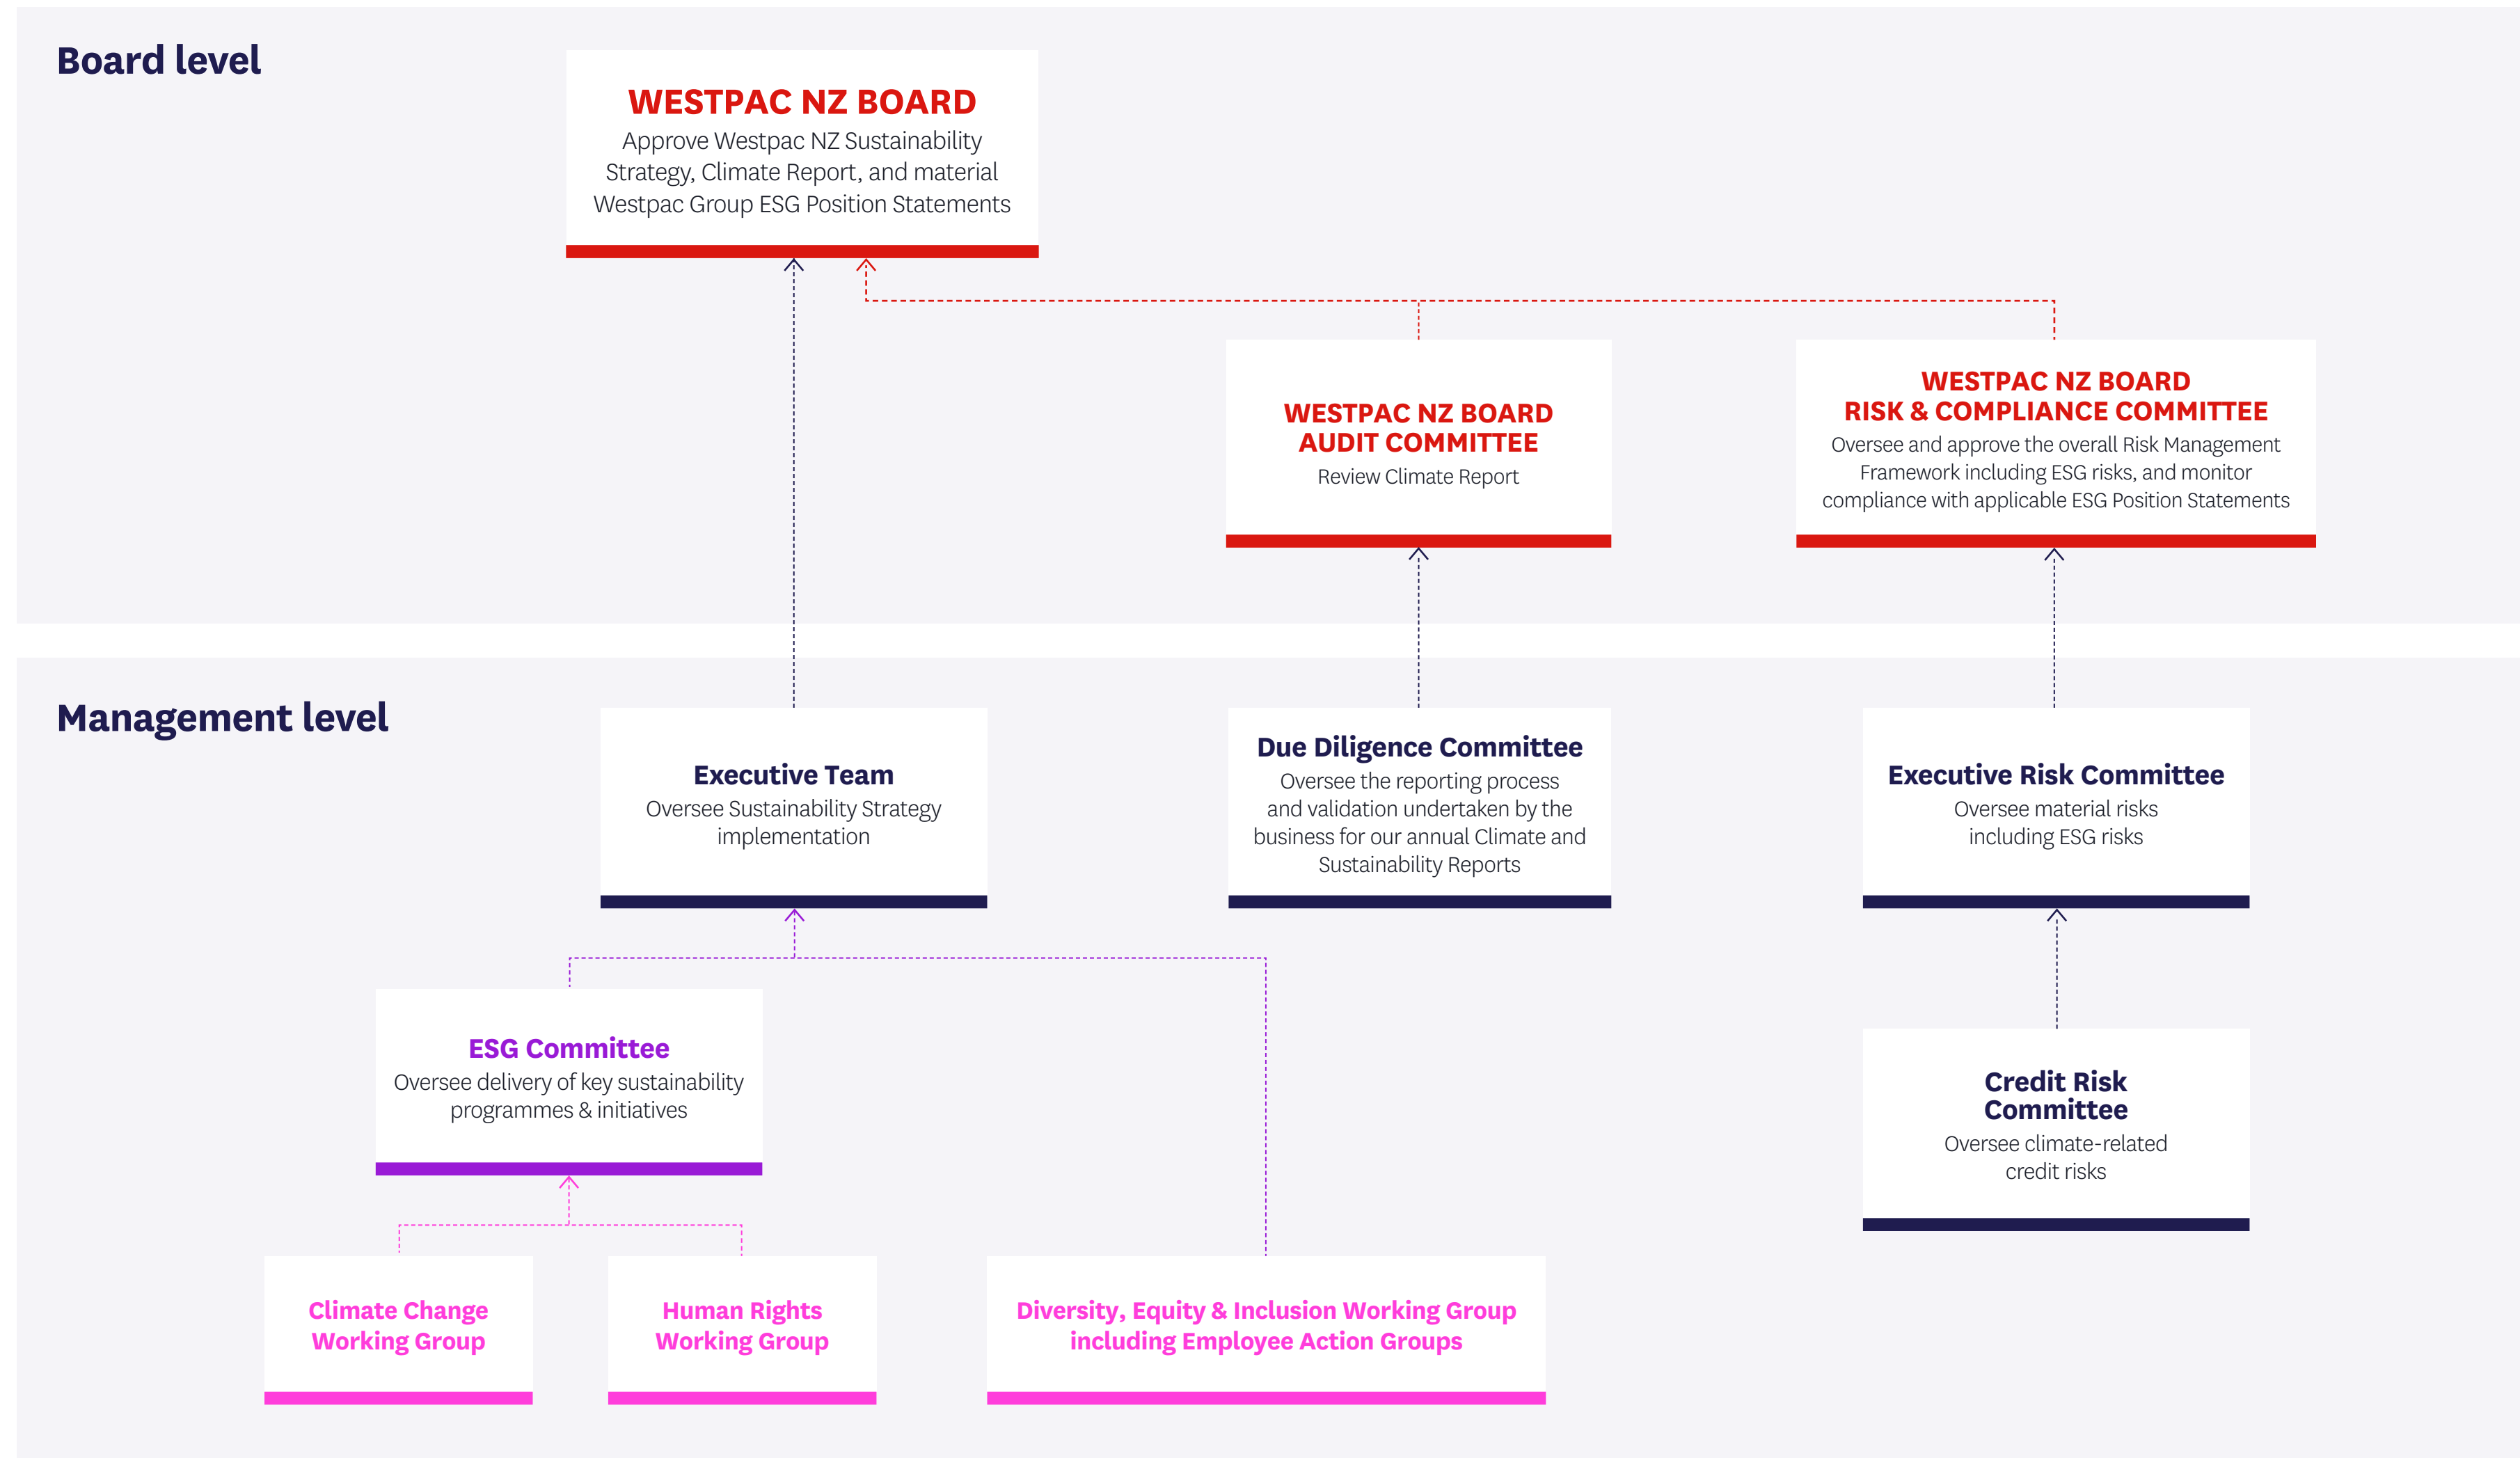 Board level
WESTPAC NZ BOARD
Approve Westpac NZ Sustainability
Strategy, Climate Report, and material
Westpac Group ESG Position Statements
WESTPAC NZ BOARD
AUDIT COMMITTEE
Review Climate Report
WESTPAC NZ BOARD
RISK & COMPLIANCE COMMITTEE
Oversee and approve the overall Risk Management
Framework including ESG risks, and monitor
compliance with applicable ESG Position Statements
Management level
Executive Team
Oversee Sustainability Strategy
implementation
Due Diligence Committee
Oversee the reporting process
and validation undertaken by the
business for our annual Climate and
Sustainability Reports
Executive Risk Committee
Oversee material risks
including ESG risks
ESG Committee
Oversee delivery of key sustainability
programmes & initiatives
Credit Risk
Committee
Oversee climate-related
credit risks
Climate Change
Working Group
Human Rights
Working Group
Diversity, Equity & Inclusion Working Group
including Employee Action Groups